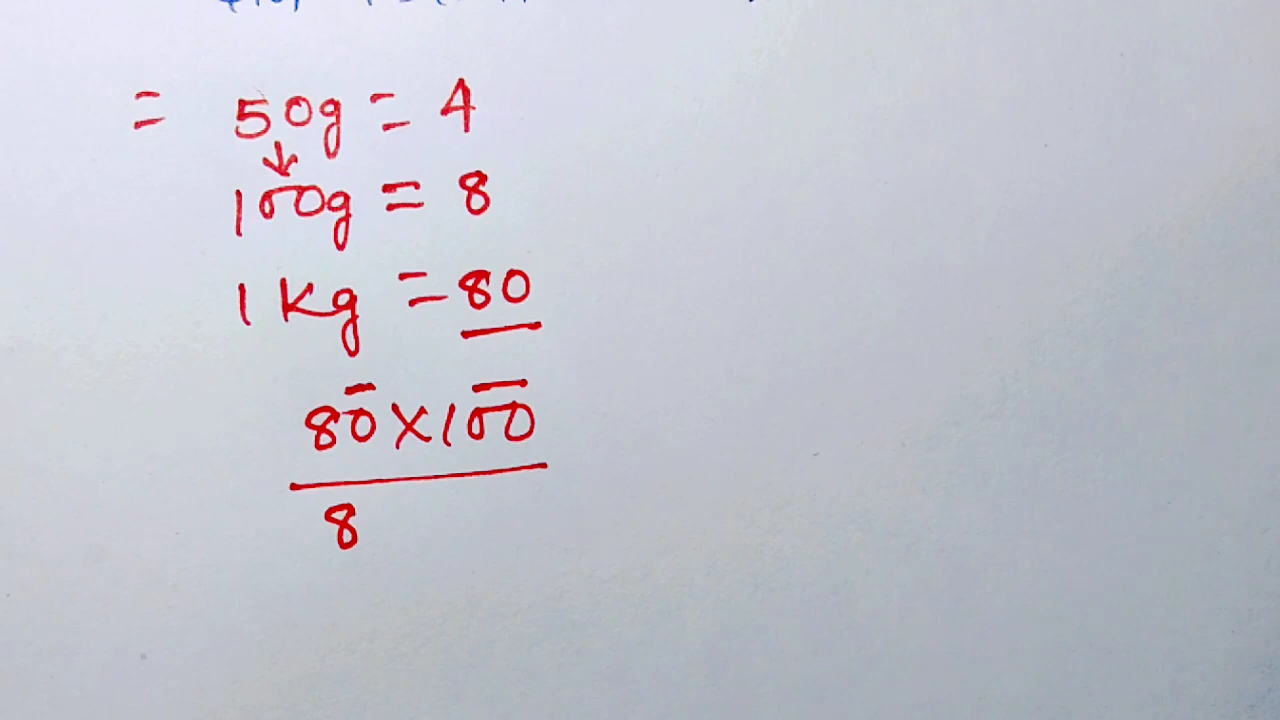 = 50g = 4
↓
100g = 8
1 kg = 80
80×100
8